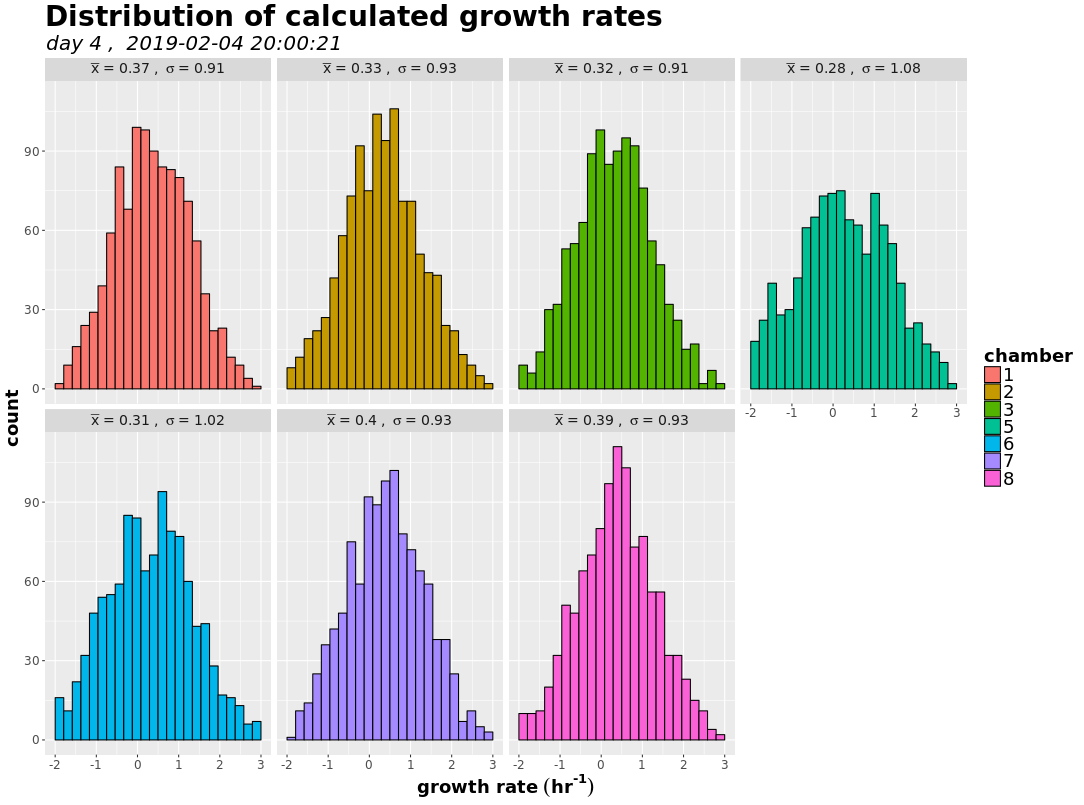 Distribution of calculated growth rates
day 4 ,  2019-02-04 20:00:21
x̅ = 0.37 ,  σ = 0.91
x̅ = 0.33 ,  σ = 0.93
x̅ = 0.32 ,  σ = 0.91
x̅ = 0.28 ,  σ = 1.08
90
60
30
0
-2 -1 0 1 2 3
x̅ = 0.31 ,  σ = 1.02
x̅ = 0.4 ,  σ = 0.93
x̅ = 0.39 ,  σ = 0.93
90
60
30
0
-2 -1 0 1 2 3
-2 -1 0 1 2 3
-2 -1 0 1 2 3
count
growth rate (hr⁻¹)
chamber
1
2
3
5
6
7
8